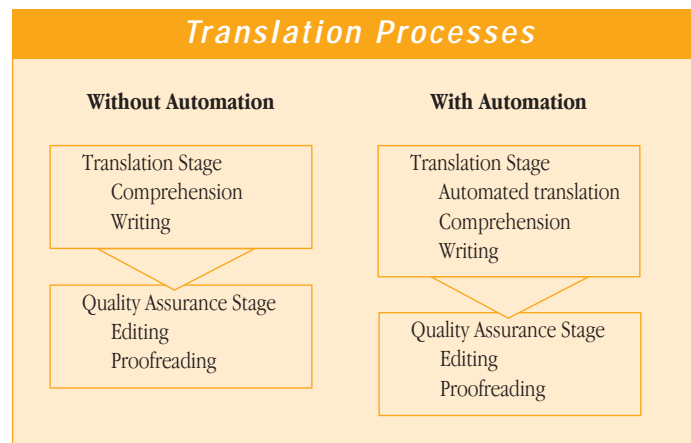 Translation Processes
Without Automation
Translation Stage
Comprehension
Writing
Quality Assurance Stage
Editing
Proofreading
With Automation
Translation Stage
Automated translation
Comprehension
Writing
Quality Assurance Stage
Editing
Proofreading